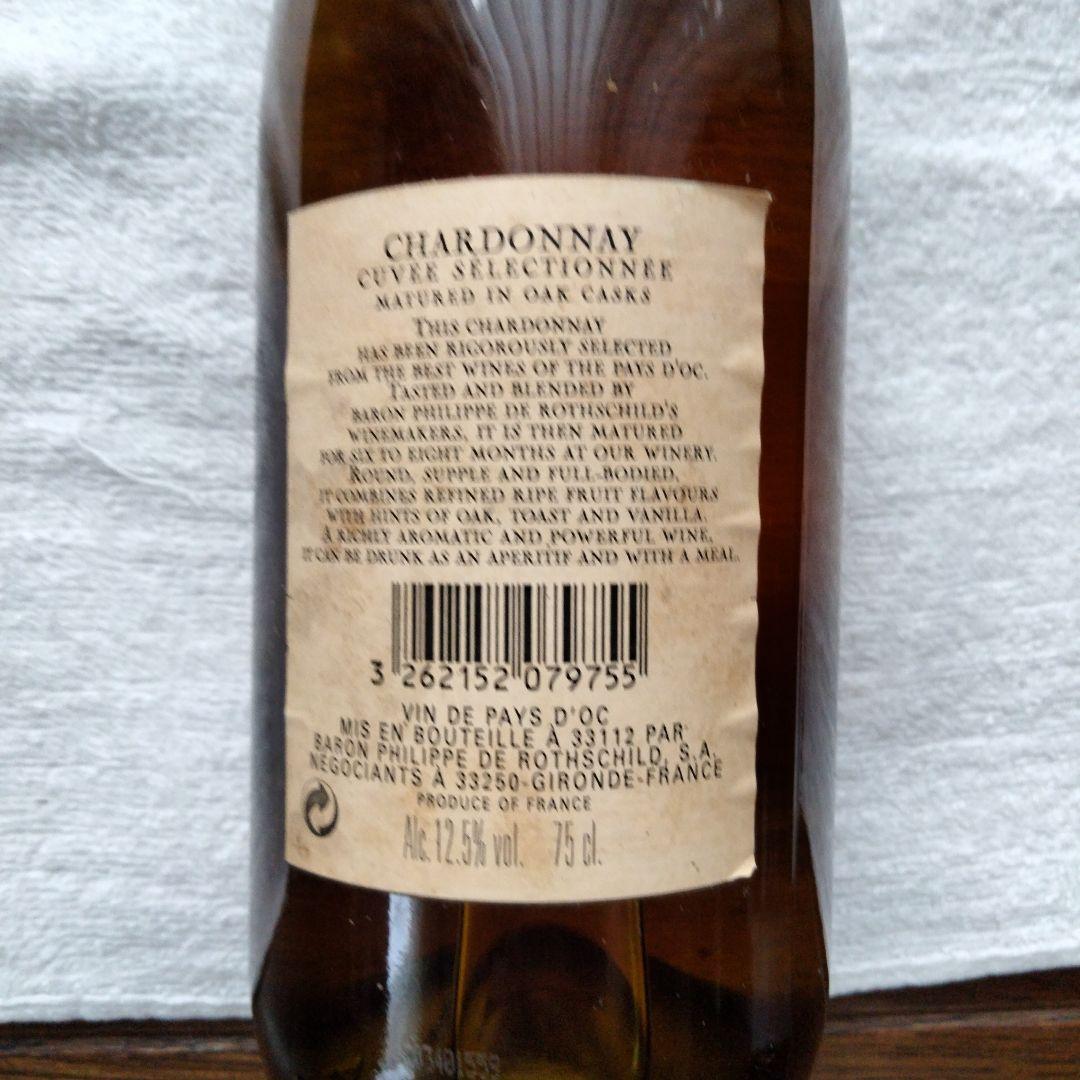 CHARDONNAY
CUVÉE SÉLECTIONNÉE
MATURED IN OAK CASKS
THIS CHARDONNAY
HAS BEEN RIGOROUSLY SELECTED
FROM THE BEST WINES OF THE PAYS D'OC.
TASTED AND BLENDED BY
BARON PHILIPPE DE ROTHSCHILD'S
WINEMAKERS, IT IS THEN MATURED
FOR SIX TO EIGHT MONTHS AT OUR WINERY.
ROUND, SUPPLE AND FULL-BODIED,
IT COMBINES REFINED RIPE FRUIT FLAVOURS
WITH HINTS OF OAK, TOAST AND VANILLA.
A RICHLY AROMATIC AND POWERFUL WINE,
IT CAN BE DRUNK AS AN APERITIF AND WITH A MEAL.
3 262152 079755
VIN DE PAYS D'OC
MIS EN BOUTEILLE À 33112 PAR
BARON PHILIPPE DE ROTHSCHILD, S.A.
NÉGOCIANTS À 33250-GIRONDE-FRANCE
PRODUCE OF FRANCE
Alc. 12.5% vol. 75 cl.